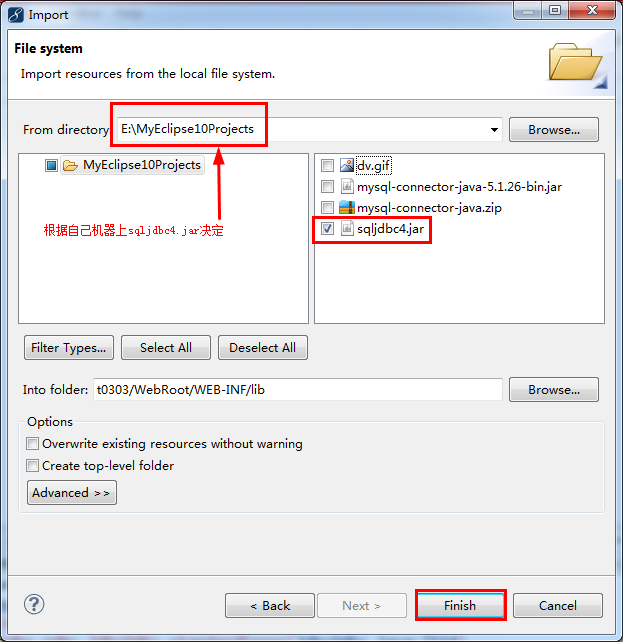 Import
File system
Import resources from the local file system.
From directory:
E:\MyEclipse10Projects
Browse...
MyEclipse10Projects
根据自己机器上sqljdbc4.jar决定
dv.gif
mysql-connector-java-5.1.26-bin.jar
mysql-connector-java.zip
sqljdbc4.jar
Filter Types...
Select All
Deselect All
Into folder:
t0303/WebRoot/WEB-INF/lib
Browse...
Options
Overwrite existing resources without warning
Create top-level folder
Advanced >>
?
< Back
Next >
Finish
Cancel